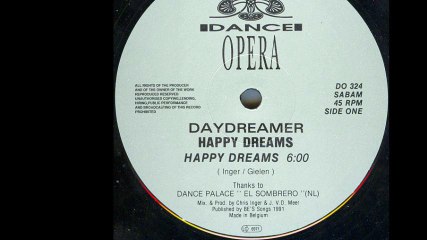 DANCE
OPERA
ALL RIGHTS OF THE PRODUCER
AND OF THE OWNER OF THE WORK
REPRODUCED RESERVED
UNAUTHORISED COPYING, LENDING,
HIRING, PUBLIC PERFORMANCE
AND BROADCASTING OF THIS RECORD
PROHIBITED
DO 324
SABAM
45 RPM
SIDE ONE
DAYDREAMER
HAPPY DREAMS
HAPPY DREAMS 6:00
( Inger / Gielen )
Thanks to
DANCE PALACE '' EL SOMBRERO '' (NL)
Mix. & Prod. by Chris Inger & J. V.D. Meer
Published by BE'S Songs 1991
Made in Belgium